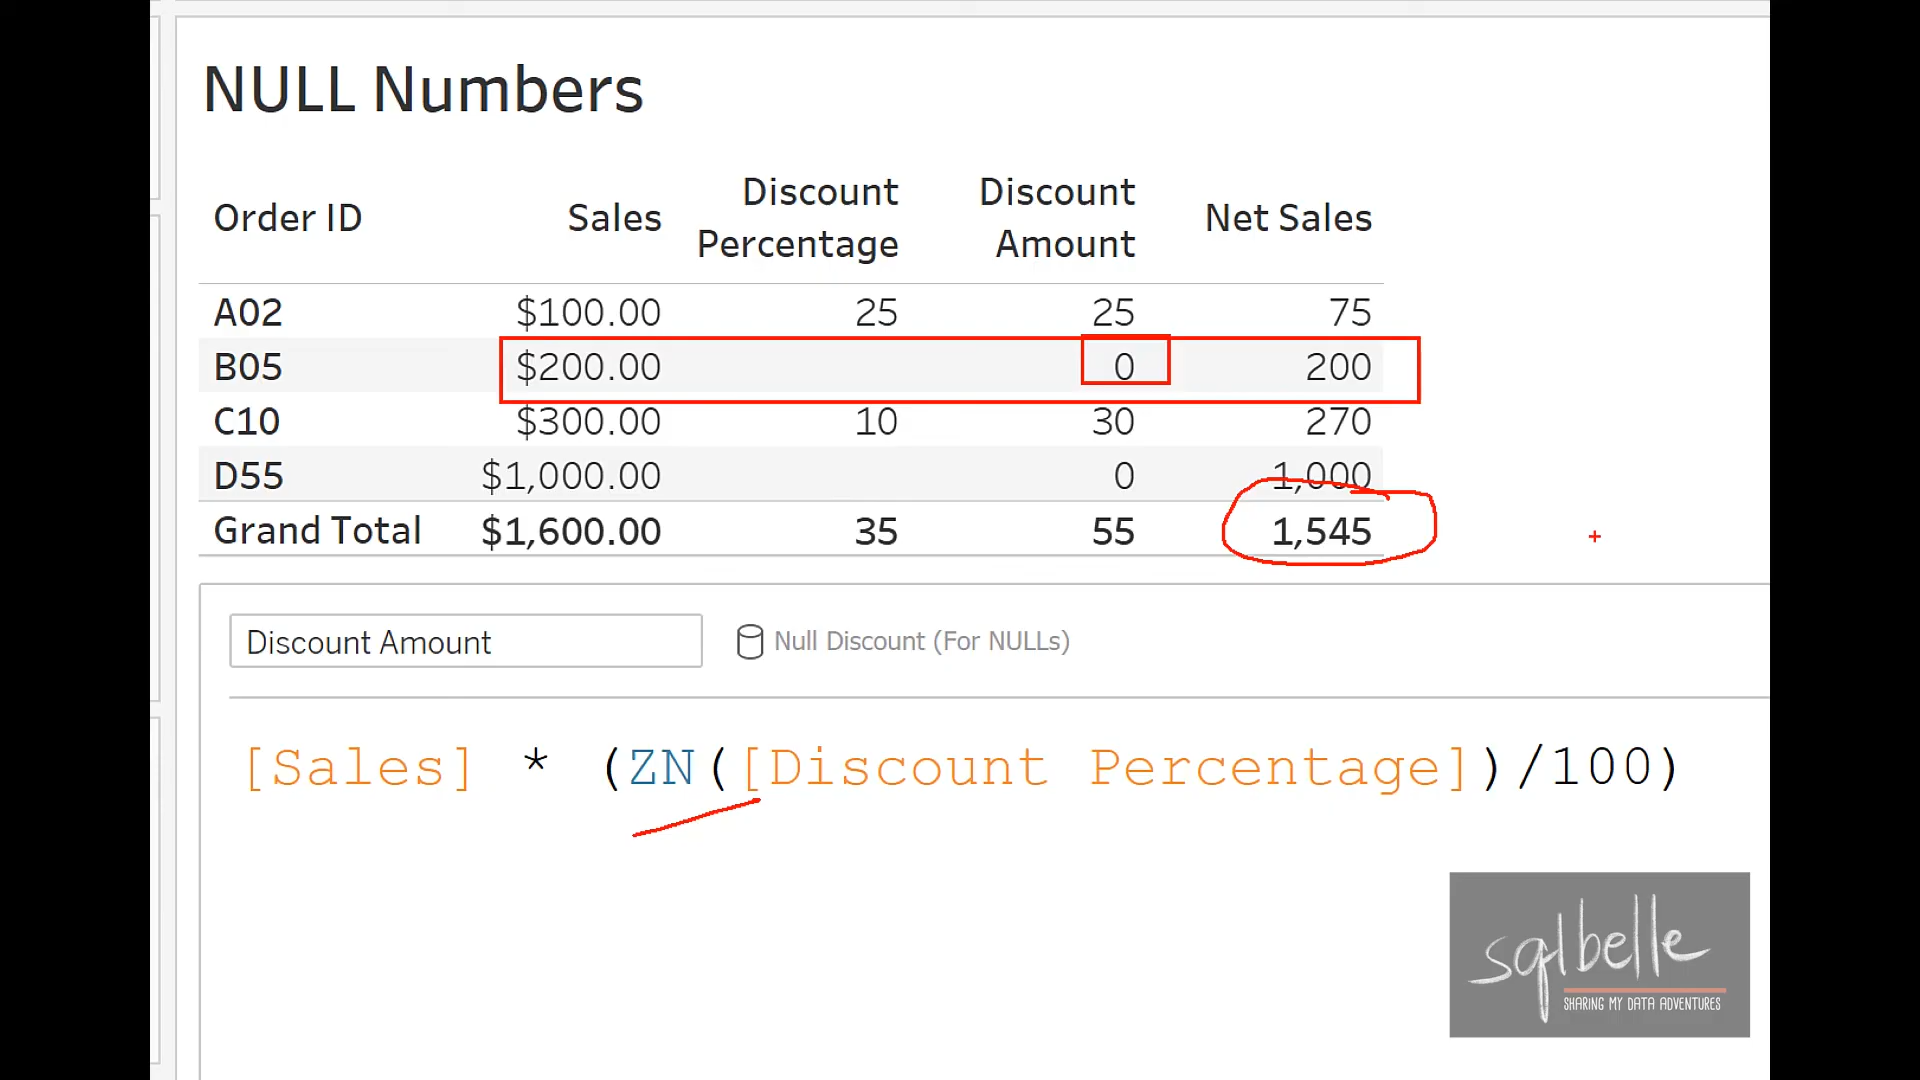 NULL Numbers
Order ID Sales Discount Percentage Discount Amount Net Sales
A02 $100.00 25 25 75
B05 $200.00 0 200
C10 $300.00 10 30 270
D55 $1,000.00 0 1,000
Grand Total $1,600.00 35 55 1,545
Discount Amount Null Discount (For NULLs)
[Sales] * (ZN([Discount Percentage])/100)
sqlbelle
SHARING MY DATA ADVENTURES